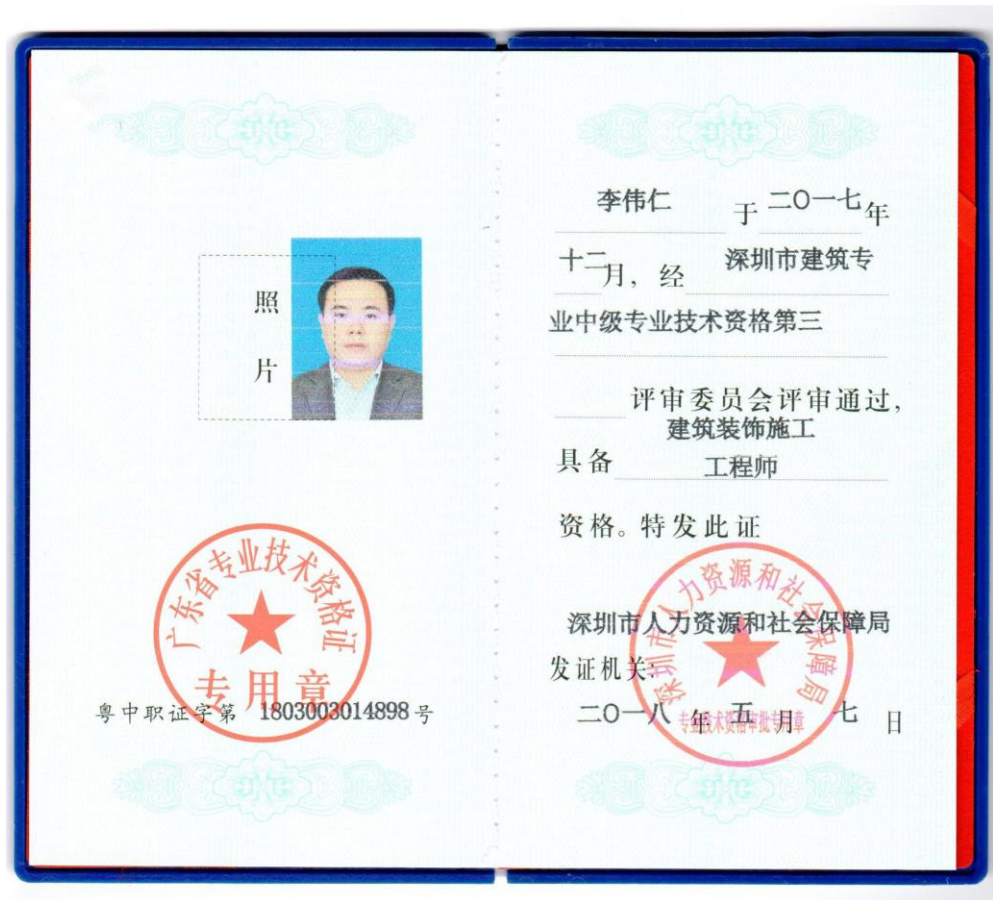 照
片
广东省专业技术资格证
专用章
粤中职证字第 1803003014898 号
李伟仁 于 二〇一七 年
十二月，经 深圳市建筑专
业中级专业技术资格第三
评审委员会评审通过，
建筑装饰施工
具备 工程师
资格。特发此证
深圳市人力资源和社会保障局
深圳市人力资源和社会保障局
发证机关：
二〇一八 年 五 月 七 日
专业技术资格审批专用章